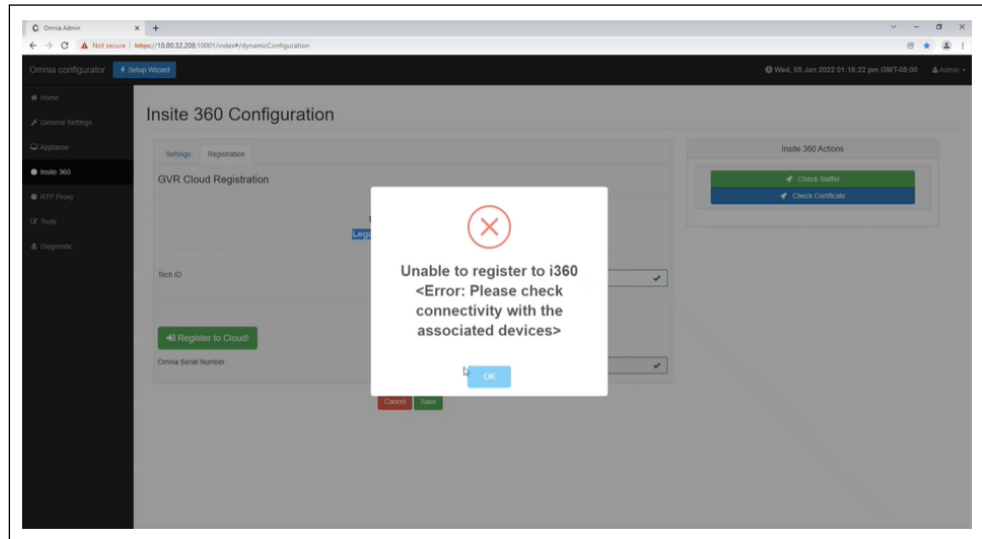 Omnia Admin
Not secure | https://10.80.32.208:10001/index#/dynamicConfiguration
Omnia configurator
Setup Wizard
Wed, 05 Jan 2022 01:16:22 pm GMT-05:00
Admin
Home
General Settings
Applause
Insite 360
RTP Proxy
Tools
Diagnostic
Insite 360 Configuration
Settings
Registration
GVR Cloud Registration
Lega
Tech ID
Register to Cloud!
Omnia Serial Number
Cancel
Save
Insite 360 Actions
Check Sniffer
Check Certificate
Unable to register to i360
<Error: Please check
connectivity with the
associated devices>
OK